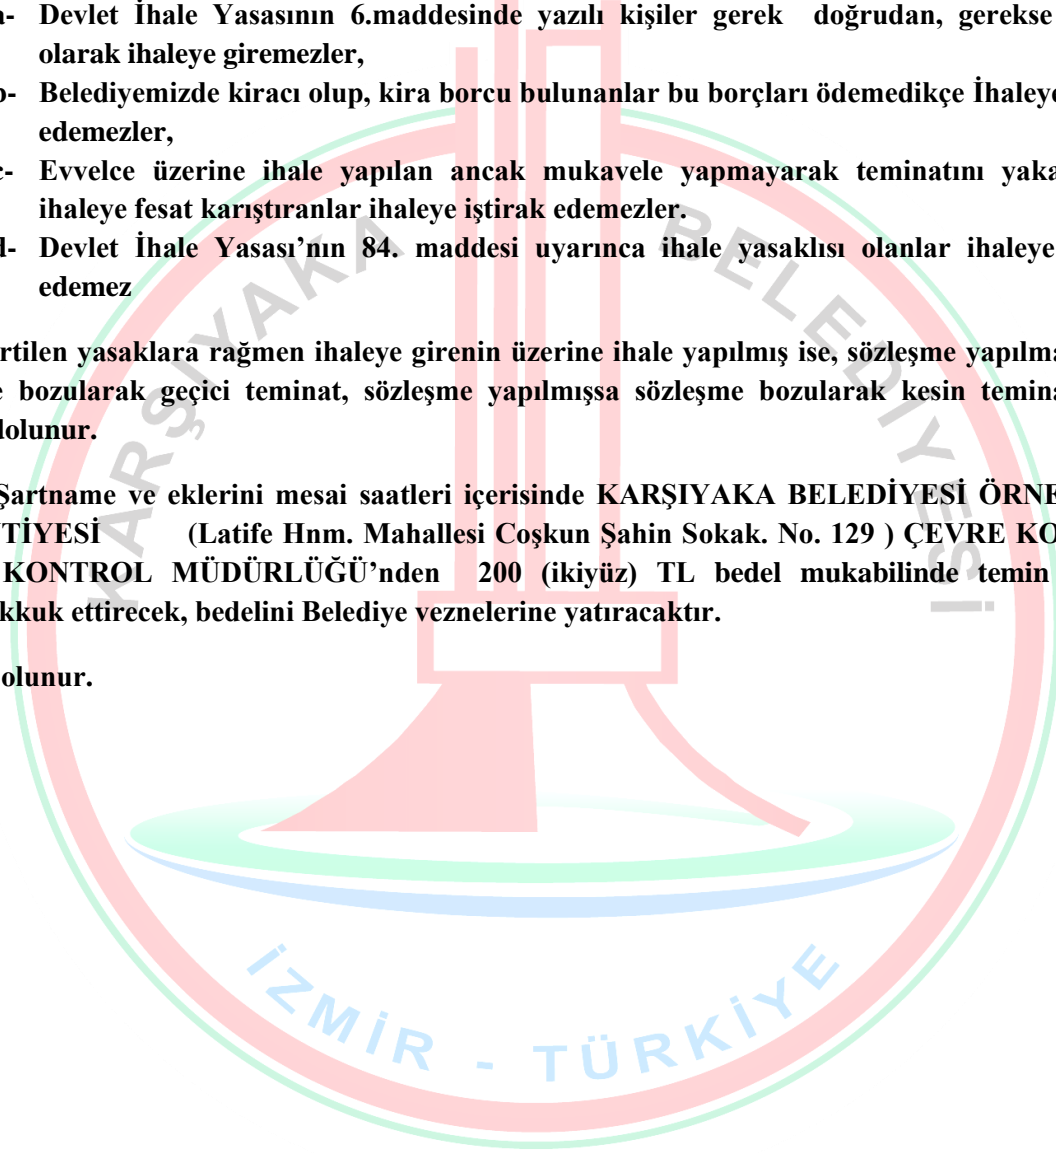 a- Devlet İhale Yasasının 6.maddesinde yazılı kişiler gerek doğrudan, gerekse
olarak ihaleye giremezler,
b- Belediyemizde kiracı olup, kira borcu bulunanlar bu borçları ödemedikçe İhaleye
edemezler,
c- Evvelce üzerine ihale yapılan ancak mukavele yapmayarak teminatını yaka
ihaleye fesat karıştıranlar ihaleye iştirak edemezler.
d- Devlet İhale Yasası’nın 84. maddesi uyarınca ihale yasaklısı olanlar ihaleye
edemez
rtilen yasaklara rağmen ihaleye girenin üzerine ihale yapılmış ise, sözleşme yapılma
e bozularak geçici teminat, sözleşme yapılmışsa sözleşme bozularak kesin temina
dolunur.
Şartname ve eklerini mesai saatleri içerisinde KARŞIYAKA BELEDİYESİ ÖRNE
NTİYESİ (Latife Hnm. Mahallesi Coşkun Şahin Sokak. No. 129 ) ÇEVRE KO
KONTROL MÜDÜRLÜĞÜ’nden 200 (ikiyüz) TL bedel mukabilinde temin
kkuk ettirecek, bedelini Belediye veznelerine yatıracaktır.
olunur.
KARŞIYAKA BELEDİYESİ
İZMİR - TÜRKİYE